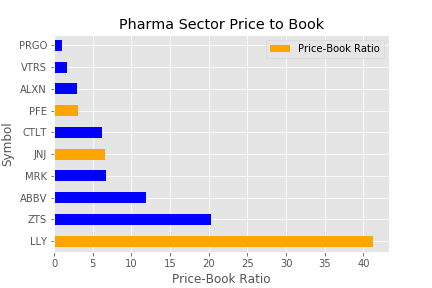 Pharma Sector Price to Book
Price-Book Ratio
Symbol
PRGO
VTRS
ALXN
PFE
CTLT
JNJ
MRK
ABBV
ZTS
LLY
0 5 10 15 20 25 30 35 40
Price-Book Ratio